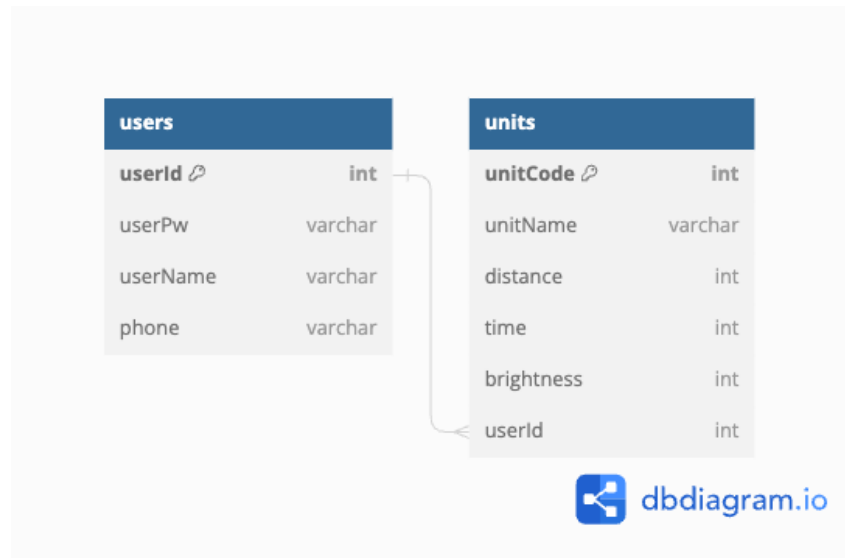 users
userId int
userPw varchar
userName varchar
phone varchar
units
unitCode int
unitName varchar
distance int
time int
brightness int
userId int
dbdiagram.io